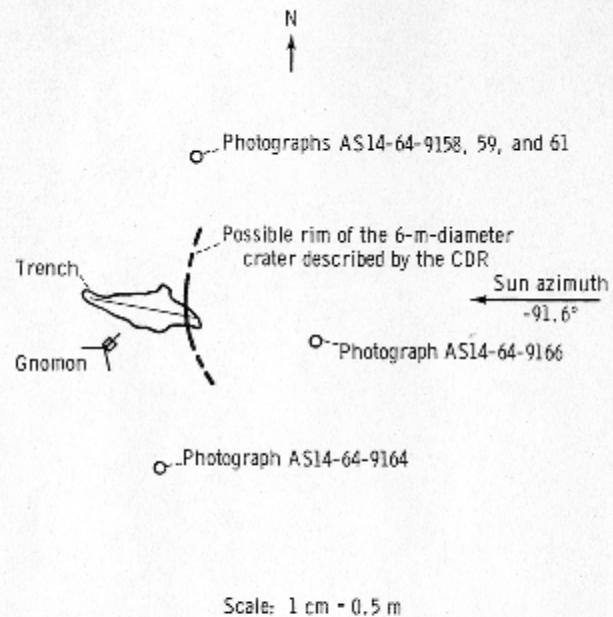 N
Photographs AS14-64-9158, 59, and 61
Possible rim of the 6-m-diameter
crater described by the CDR
Trench
Sun azimuth
-91.6°
Gnomon
Photograph AS14-64-9166
Photograph AS14-64-9164
Scale: 1 cm - 0.5 m